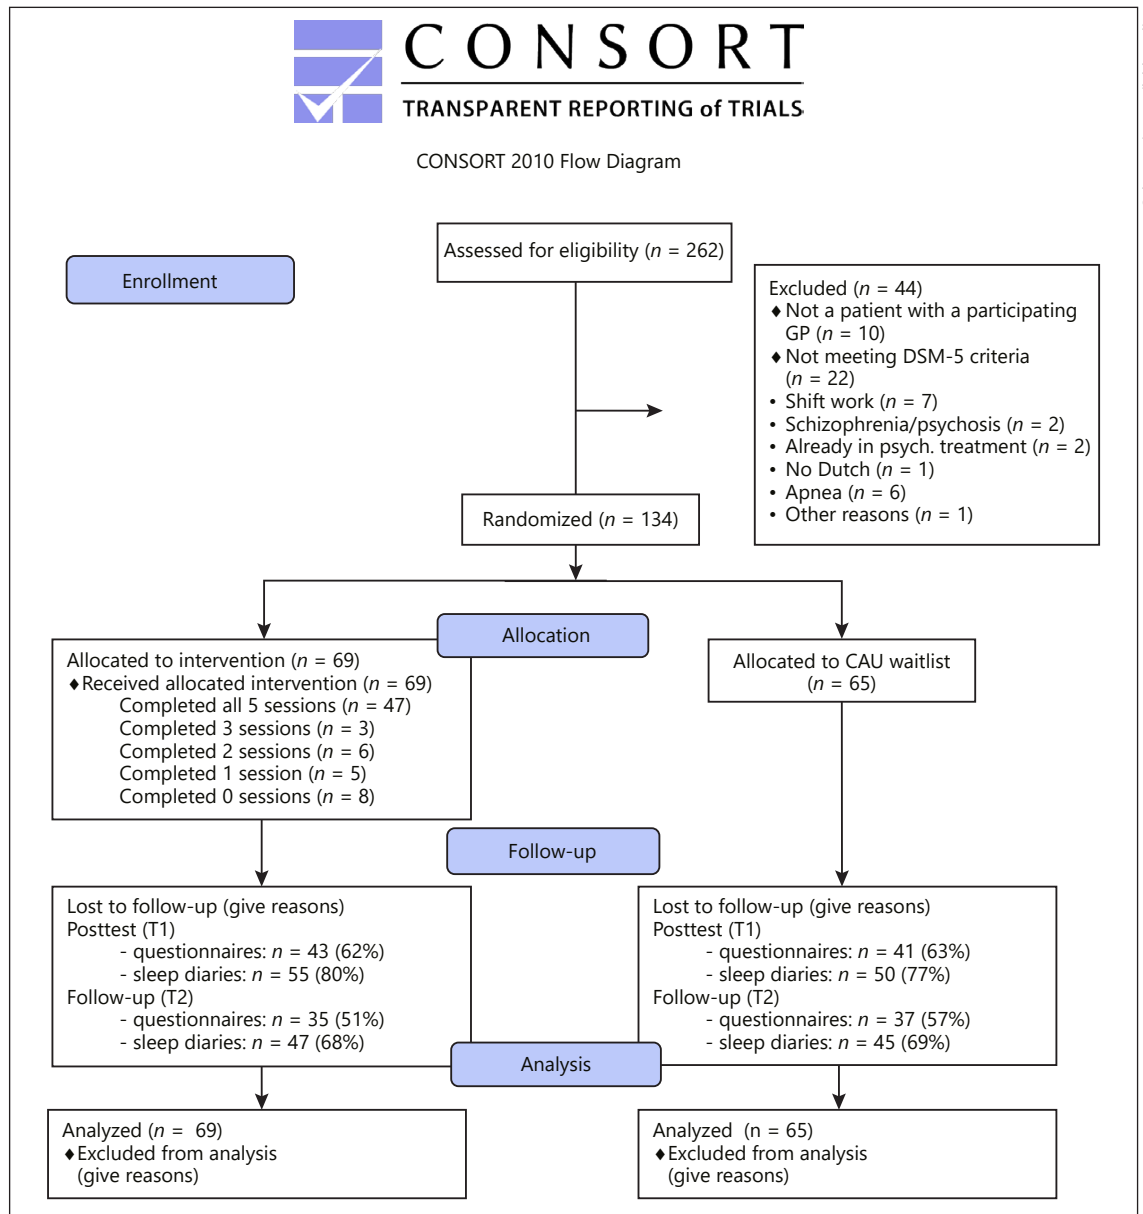 CONSORT
TRANSPARENT REPORTING of TRIALS
CONSORT 2010 Flow Diagram
Assessed for eligibility (n = 262)
Enrollment
Excluded (n = 44)
♦ Not a patient with a participating
GP (n = 10)
♦ Not meeting DSM-5 criteria
(n = 22)
• Shift work (n = 7)
• Schizophrenia/psychosis (n = 2)
• Already in psych. treatment (n = 2)
• No Dutch (n = 1)
• Apnea (n = 6)
• Other reasons (n = 1)
Randomized (n = 134)
Allocation
Allocated to intervention (n = 69)
♦ Received allocated intervention (n = 69)
Completed all 5 sessions (n = 47)
Completed 3 sessions (n = 3)
Completed 2 sessions (n = 6)
Completed 1 session (n = 5)
Completed 0 sessions (n = 8)
Allocated to CAU waitlist
(n = 65)
Follow-up
Lost to follow-up (give reasons)
Posttest (T1)
- questionnaires: n = 43 (62%)
- sleep diaries: n = 55 (80%)
Follow-up (T2)
- questionnaires: n = 35 (51%)
- sleep diaries: n = 47 (68%)
Lost to follow-up (give reasons)
Posttest (T1)
- questionnaires: n = 41 (63%)
- sleep diaries: n = 50 (77%)
Follow-up (T2)
- questionnaires: n = 37 (57%)
- sleep diaries: n = 45 (69%)
Analysis
Analyzed (n = 69)
♦ Excluded from analysis
(give reasons)
Analyzed (n = 65)
♦ Excluded from analysis
(give reasons)